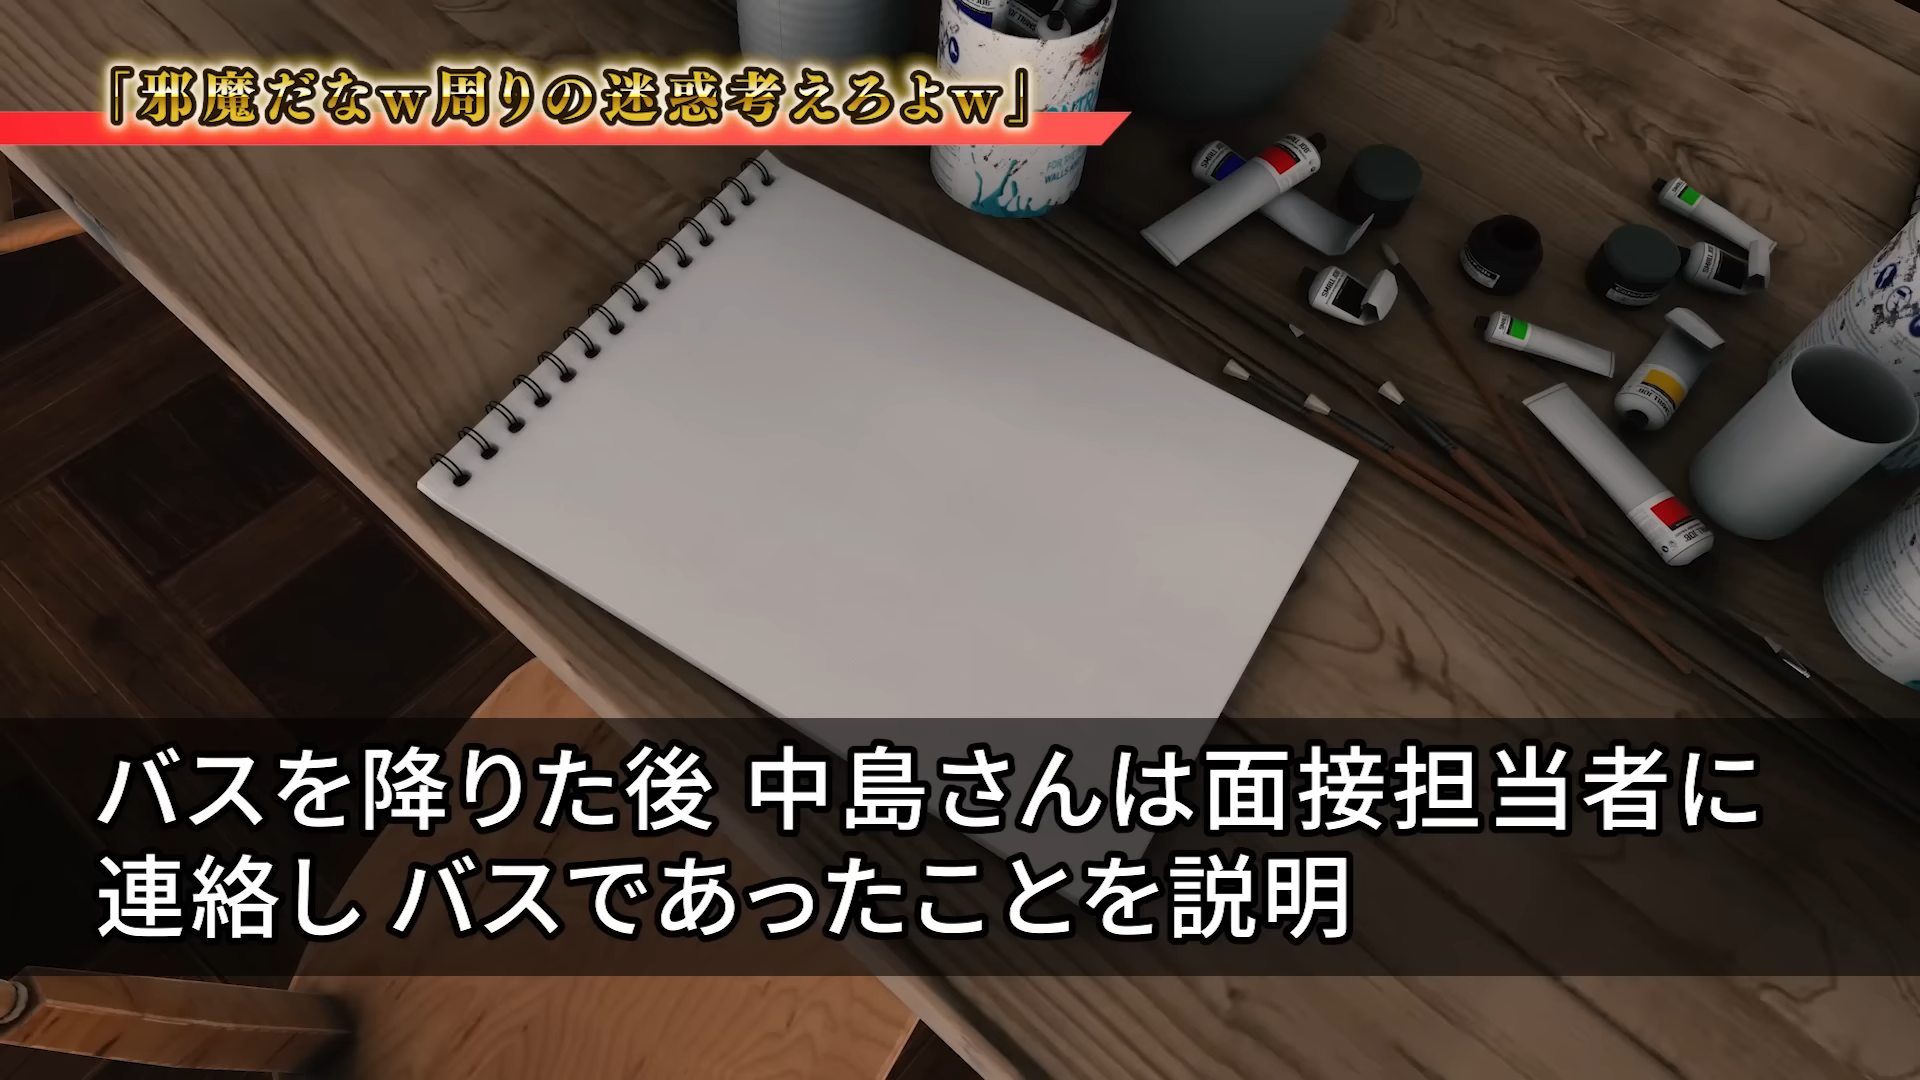 「邪魔だなw周りの迷惑考えろよw」
バスを降りた後 中島さんは面接担当者に
連絡し バスであったことを説明